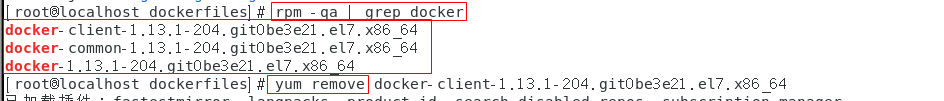 [root@localhost dockerfiles]# rpm -qa | grep docker
docker-client-1.13.1-204.git0be3e21.el7.x86_64
docker-common-1.13.1-204.git0be3e21.el7.x86_64
docker-1.13.1-204.git0be3e21.el7.x86_64
[root@localhost dockerfiles]# yum remove docker-client-1.13.1-204.git0be3e21.el7.x86_64
已加载插件：fastestmirror, langpacks, product-id, search-disabled-repos, subscription-manager